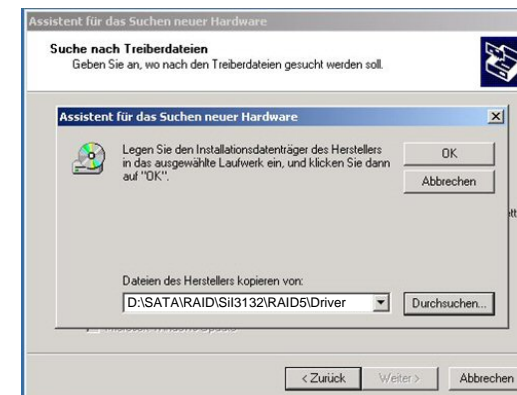 Assistent für das Suchen neuer Hardware
Suche nach Treiberdateien
Geben Sie an, wo nach den Treiberdateien gesucht werden soll.
Assistent für das Suchen neuer Hardware
Legen Sie den Installationsdatenträger des Herstellers
in das ausgewählte Laufwerk ein, und klicken Sie dann
auf "OK".
OK
Abbrechen
Dateien des Herstellers kopieren von:
D:\SATA\RAID\Sil3132\RAID5\Driver
Durchsuchen...
< Zurück
Weiter >
Abbrechen